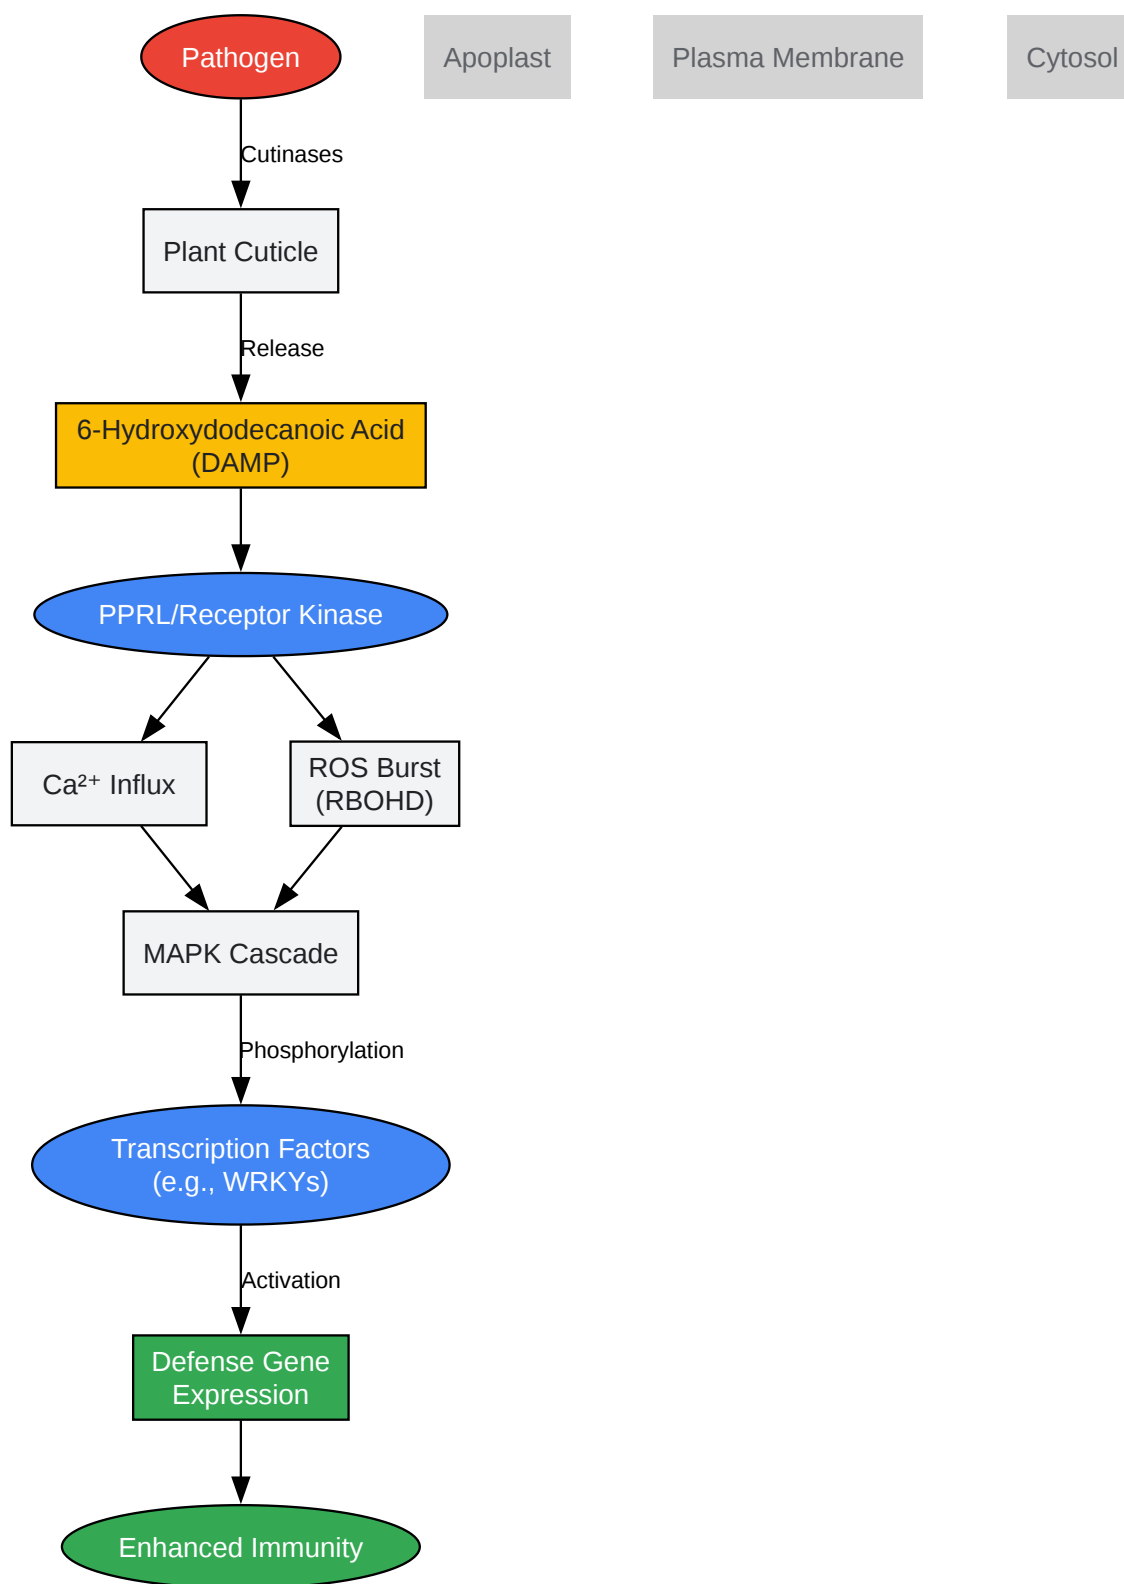 Pathogen
Apoplast
Plasma Membrane
Cytosol
Cutinases
Plant Cuticle
Release
6-Hydroxydodecanoic Acid
(DAMP)
PPRL/Receptor Kinase
Ca²⁺ Influx
ROS Burst
(RBOHD)
MAPK Cascade
Phosphorylation
Transcription Factors
(e.g., WRKYs)
Activation
Defense Gene
Expression
Enhanced Immunity